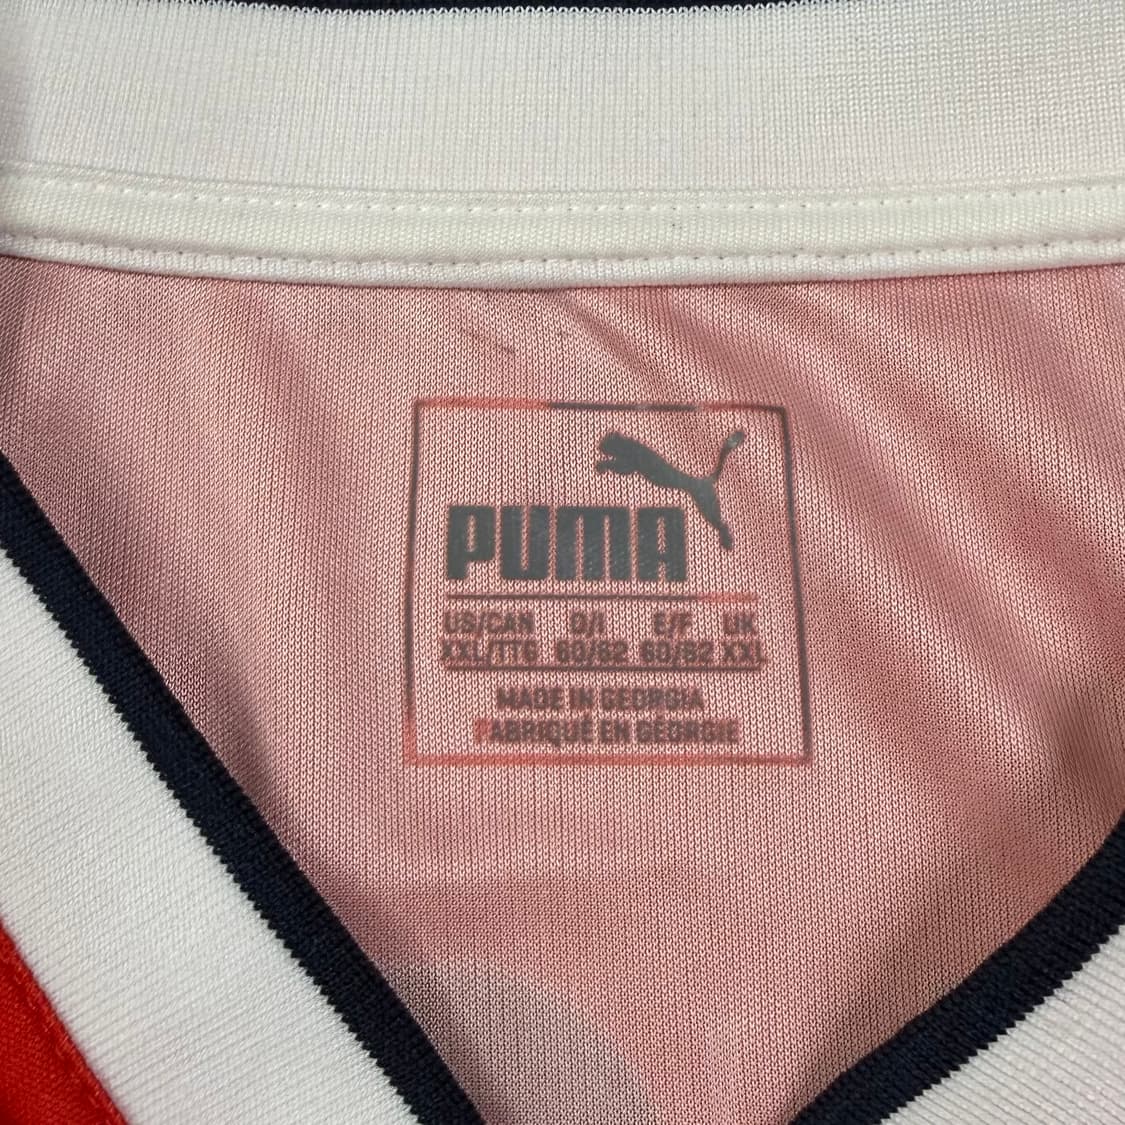 PUMA
US/CAN D/I E/F UK
XXL/TTG 60/62 60/62 XXL
MADE IN GEORGIA
FABRIQUÉ EN GÉORGIE